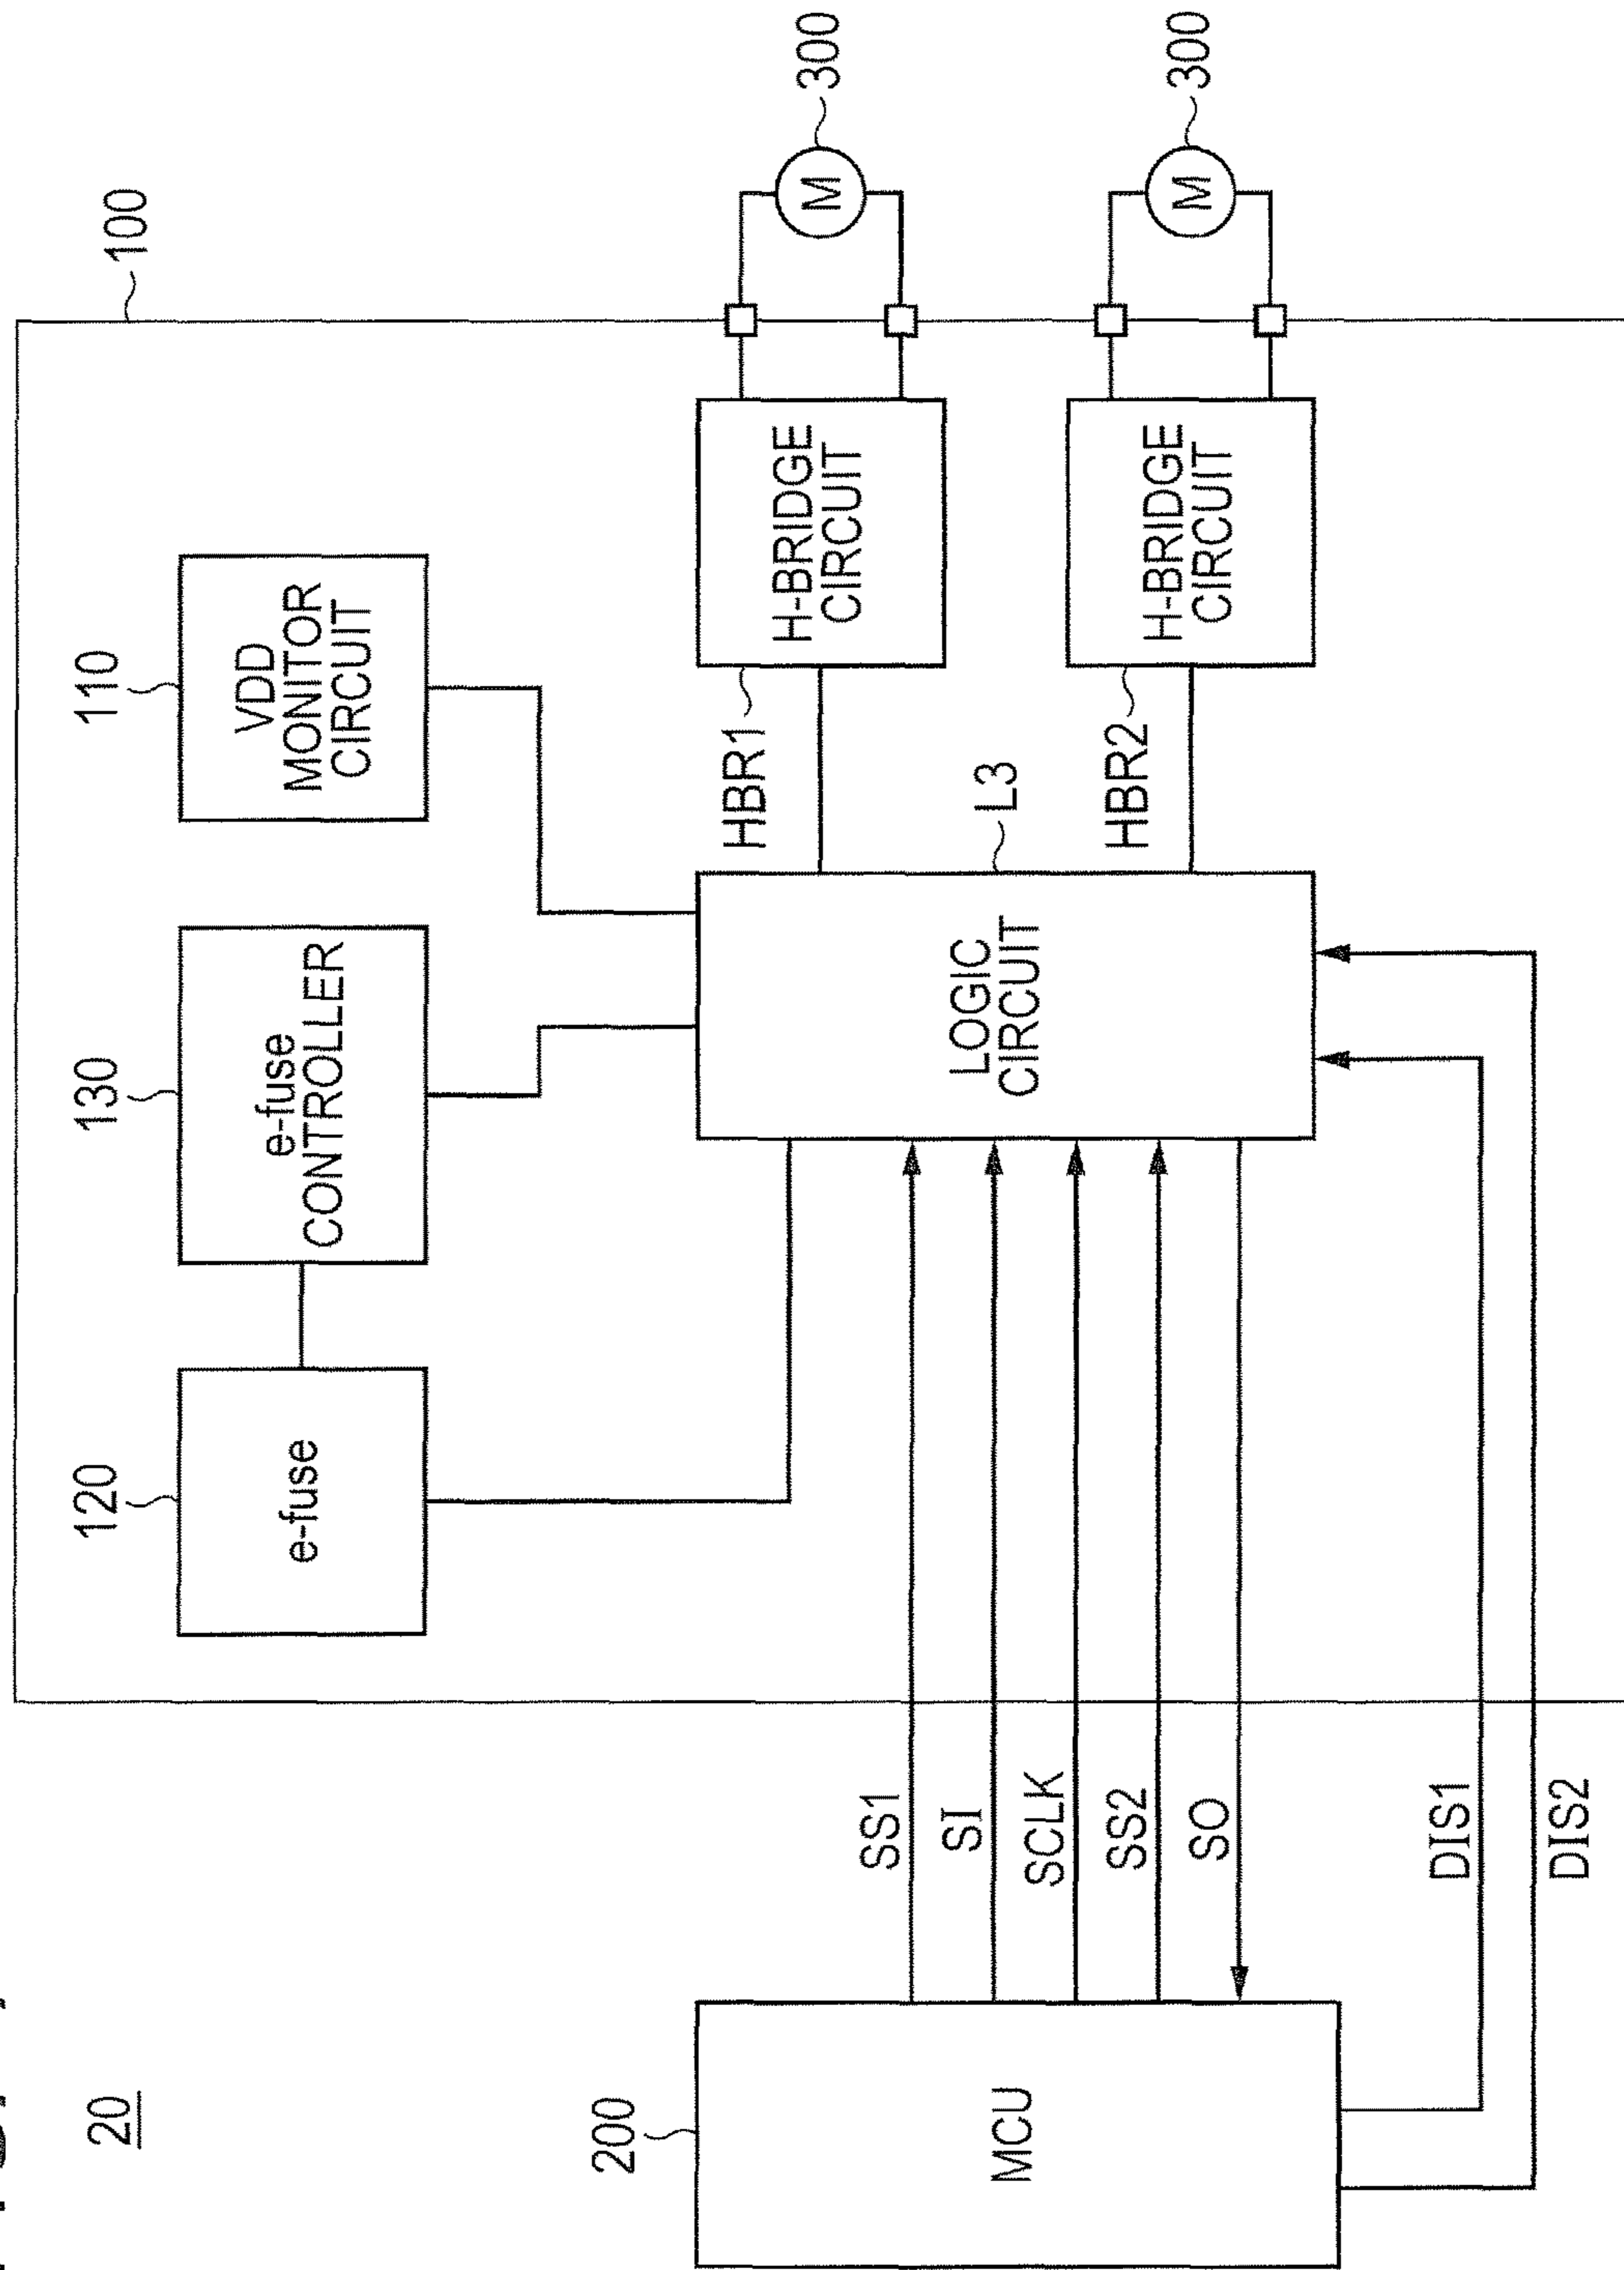 20
100
120
e-fuse
130
e-fuse
CONTROLLER
110
VDD
MONITOR
CIRCUIT
200
MCU
SS1
SI
SCLK
SS2
SO
DIS1
DIS2
LOGIC
CIRCUIT
L3
HBR1
H-BRIDGE
CIRCUIT
M
300
HBR2
H-BRIDGE
CIRCUIT
M
300